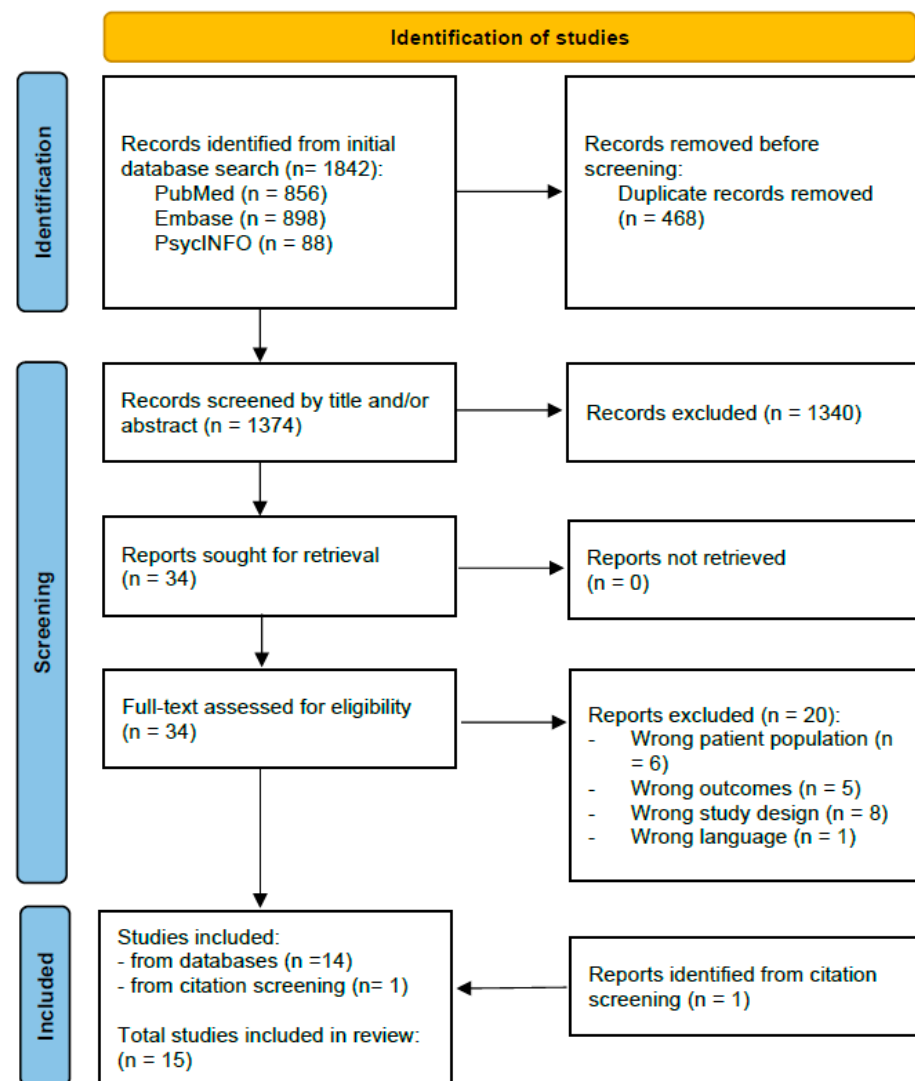 Identification of studies
Identification
Records identified from initial
database search (n= 1842):
PubMed (n = 856)
Embase (n = 898)
PsycINFO (n = 88)
Records removed before
screening:
Duplicate records removed
(n = 468)
Screening
Records screened by title and/or
abstract (n = 1374)
Records excluded (n = 1340)
Reports sought for retrieval
(n = 34)
Reports not retrieved
(n = 0)
Full-text assessed for eligibility
(n = 34)
Reports excluded (n = 20):
- Wrong patient population (n
= 6)
- Wrong outcomes (n = 5)
- Wrong study design (n = 8)
- Wrong language (n = 1)
Included
Studies included:
- from databases (n =14)
- from citation screening (n= 1)
Total studies included in review:
(n = 15)
Reports identified from citation
screening (n = 1)